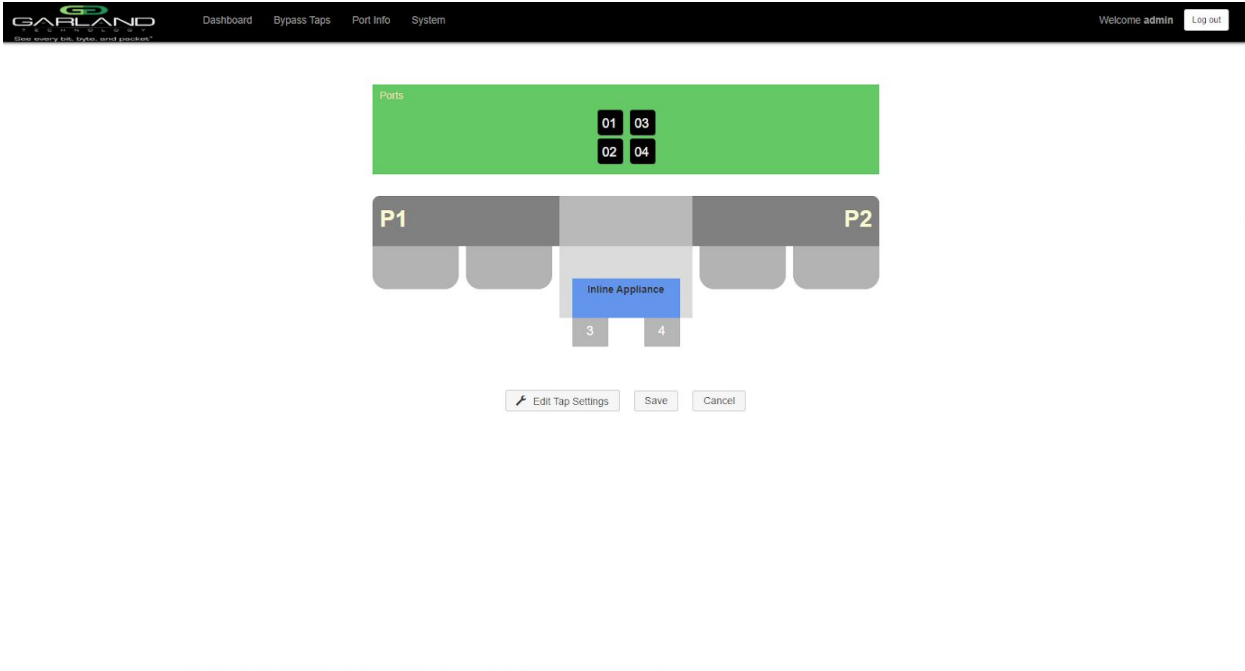 GARLAND
TECHNOLOGY
See every bit, byte, and packet®
Dashboard Bypass Taps Port Info System
Welcome admin Log out
Ports
01 03
02 04
P1 P2
Inline Appliance
3 4
Edit Tap Settings Save Cancel